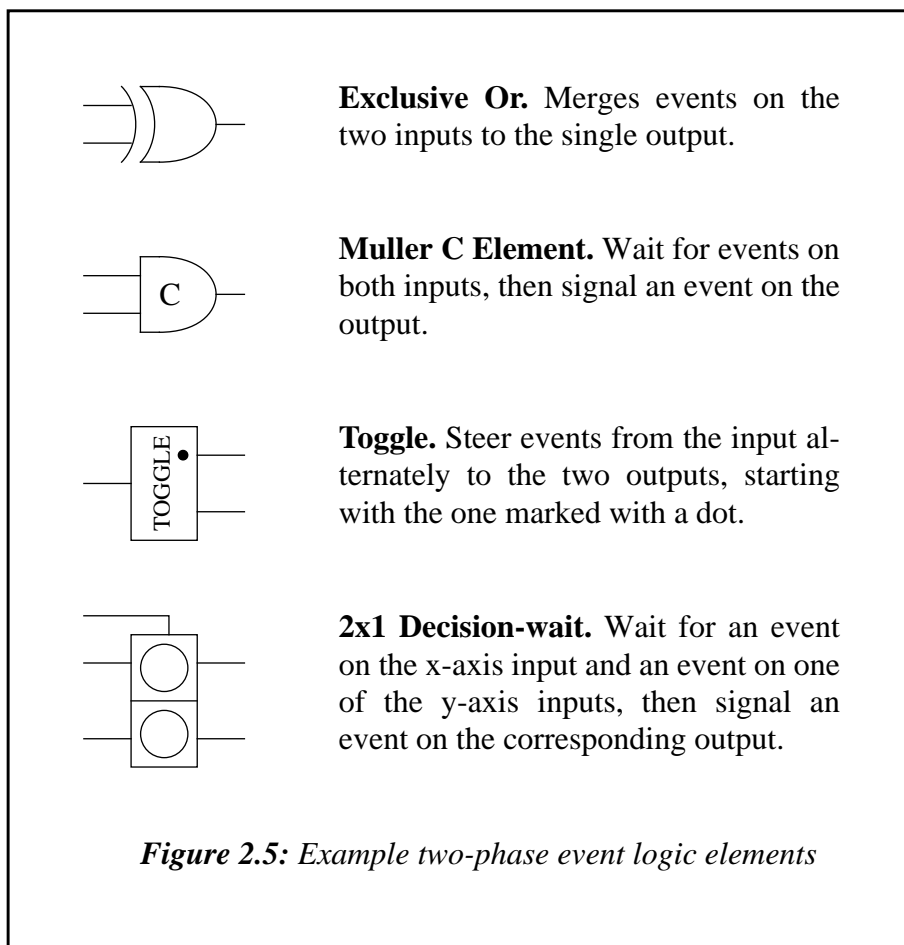 Exclusive Or. Merges events on the
two inputs to the single output.
C
Muller C Element. Wait for events on
both inputs, then signal an event on the
output.
TOGGLE
Toggle. Steer events from the input al-
ternately to the two outputs, starting
with the one marked with a dot.
2x1 Decision-wait. Wait for an event
on the x-axis input and an event on one
of the y-axis inputs, then signal an
event on the corresponding output.
Figure 2.5: Example two-phase event logic elements